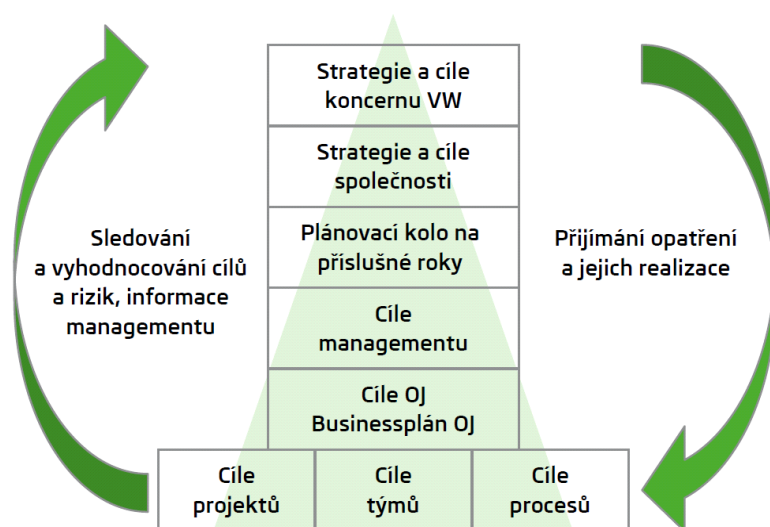 Strategie a cíle
koncernu VW
Strategie a cíle
společnosti
Plánovací kolo na
příslušné roky
Cíle
managementu
Cíle OJ
Businessplán OJ
Cíle
projektů
Cíle
týmů
Cíle
procesů
Sledování
a vyhodnocování cílů
a rizik, informace
managementu
Přijímání opatření
a jejich realizace